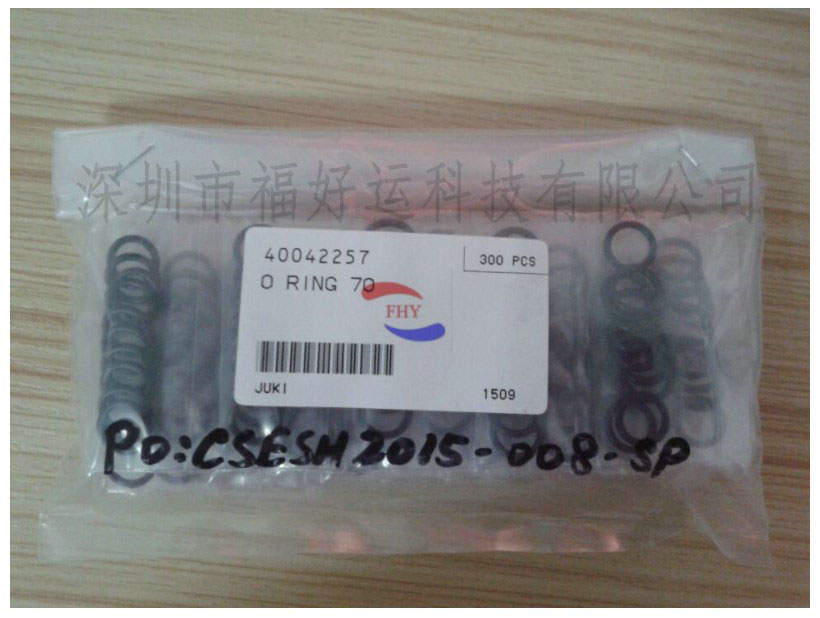 深圳市福好运科技有限公司
40042257
300 PCS
O RING 70
FHY
JUKI
1509
PO:CSESH2015-008-SP